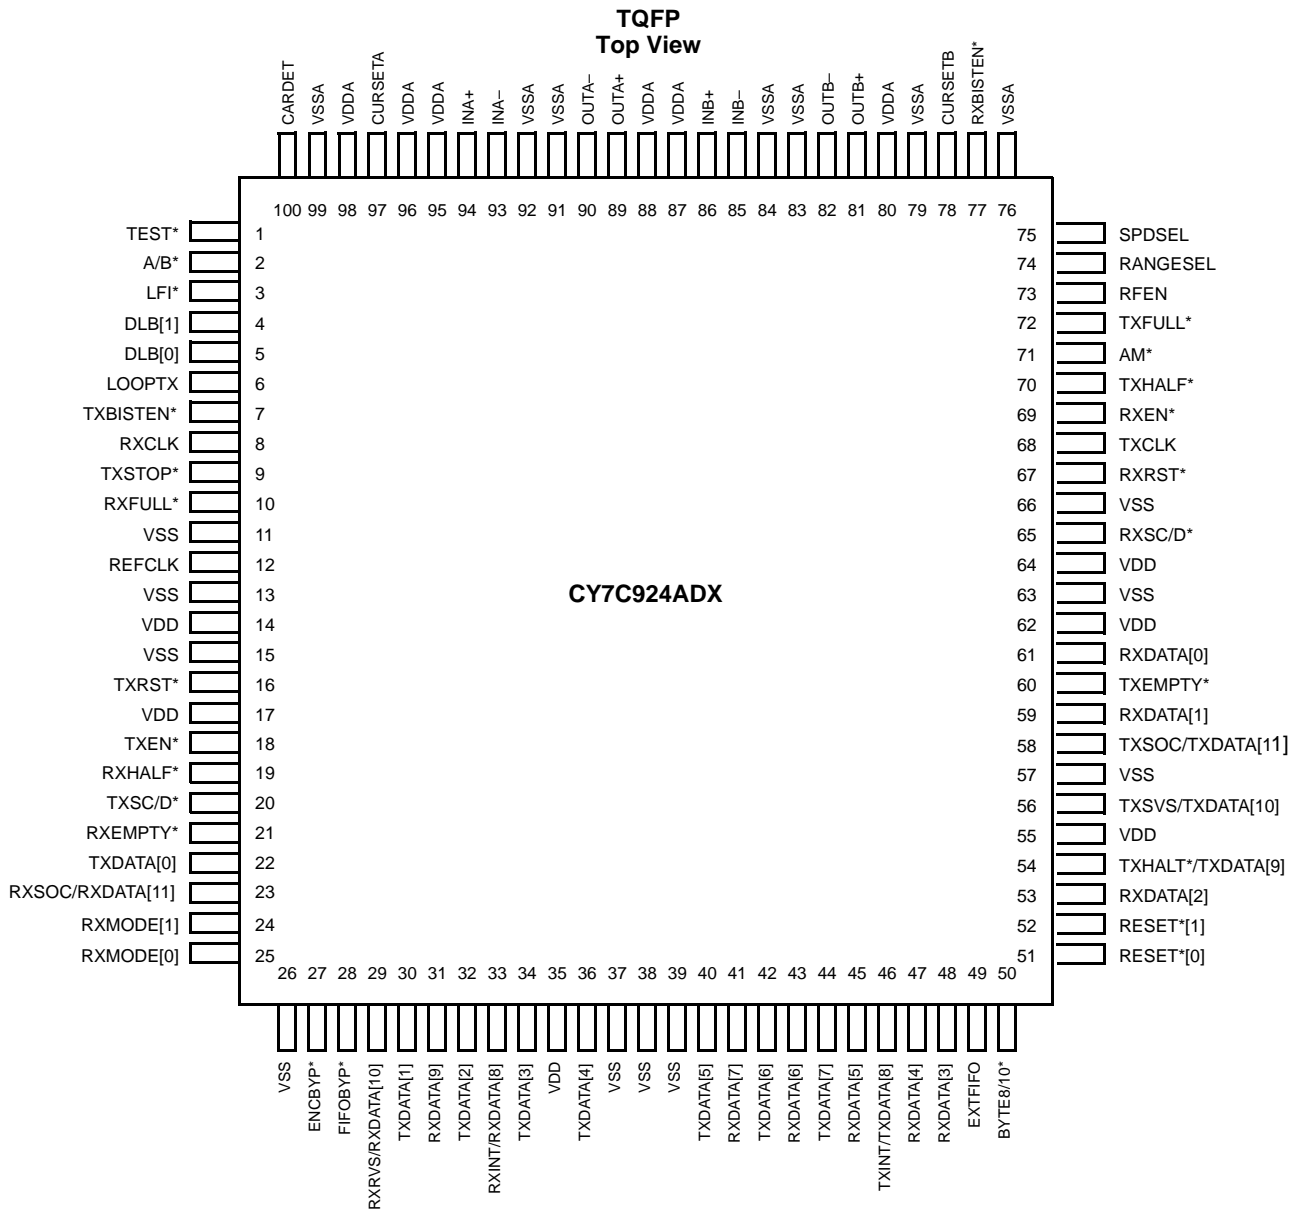 TQFP
Top View
CARDET
VSSA
VDDA
CURSETA
VDDA
VDDA
INA+
INA–
VSSA
VSSA
OUTA–
OUTA+
VDDA
VDDA
INB+
INB–
VSSA
VSSA
OUTB–
OUTB+
VDDA
VSSA
CURSETB
RXBISTEN*
VSSA
100 99 98 97 96 95 94 93 92 91 90 89 88 87 86 85 84 83 82 81 80 79 78 77 76
TEST* 1 75 SPDSEL
A/B* 2 74 RANGESEL
LFI* 3 73 RFEN
DLB[1] 4 72 TXFULL*
DLB[0] 5 71 AM*
LOOPTX 6 70 TXHALF*
TXBISTEN* 7 69 RXEN*
RXCLK 8 68 TXCLK
TXSTOP* 9 67 RXRST*
RXFULL* 10 66 VSS
VSS 11 65 RXSC/D*
REFCLK 12 64 VDD
VSS 13 CY7C924ADX 63 VSS
VDD 14 62 VDD
VSS 15 61 RXDATA[0]
TXRST* 16 60 TXEMPTY*
VDD 17 59 RXDATA[1]
TXEN* 18 58 TXSOC/TXDATA[11]
RXHALF* 19 57 VSS
TXSC/D* 20 56 TXSVS/TXDATA[10]
RXEMPTY* 21 55 VDD
TXDATA[0] 22 54 TXHALT*/TXDATA[9]
RXSOC/RXDATA[11] 23 53 RXDATA[2]
RXMODE[1] 24 52 RESET*[1]
RXMODE[0] 25 51 RESET*[0]
26 27 28 29 30 31 32 33 34 35 36 37 38 39 40 41 42 43 44 45 46 47 48 49 50
VSS
ENCBYP*
FIFOBYP*
RXRVS/RXDATA[10]
TXDATA[1]
RXDATA[9]
TXDATA[2]
RXINT/RXDATA[8]
TXDATA[3]
VDD
TXDATA[4]
VSS
VSS
VSS
TXDATA[5]
RXDATA[7]
TXDATA[6]
RXDATA[6]
TXDATA[7]
RXDATA[5]
TXINT/TXDATA[8]
RXDATA[4]
RXDATA[3]
EXTFIFO
BYTE8/10*